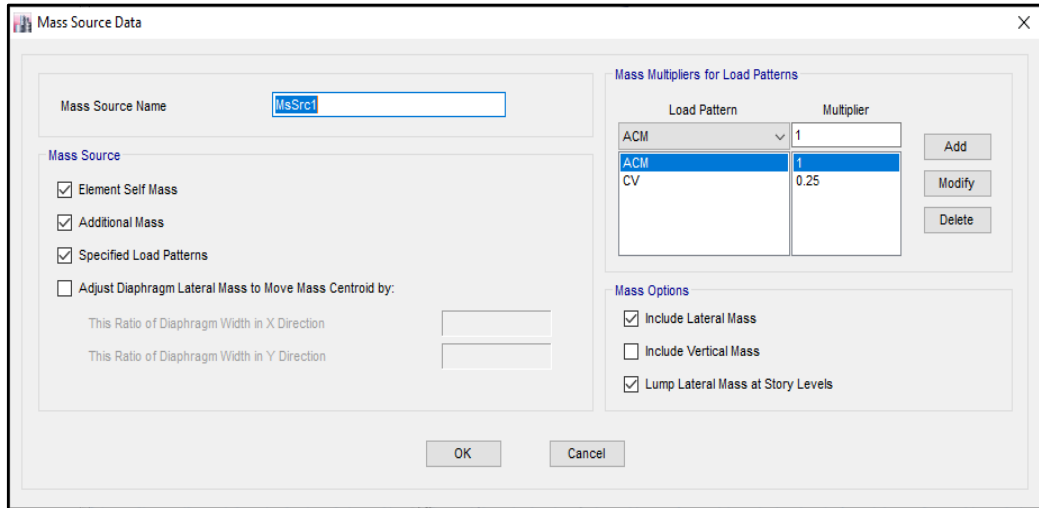 Mass Source Data
Mass Source Name
MsSrc1
Mass Source
Element Self Mass
Additional Mass
Specified Load Patterns
Adjust Diaphragm Lateral Mass to Move Mass Centroid by:
This Ratio of Diaphragm Width in X Direction
This Ratio of Diaphragm Width in Y Direction
Mass Multipliers for Load Patterns
Load Pattern Multiplier
ACM 1
ACM 1
CV 0.25
Add
Modify
Delete
Mass Options
Include Lateral Mass
Include Vertical Mass
Lump Lateral Mass at Story Levels
OK Cancel